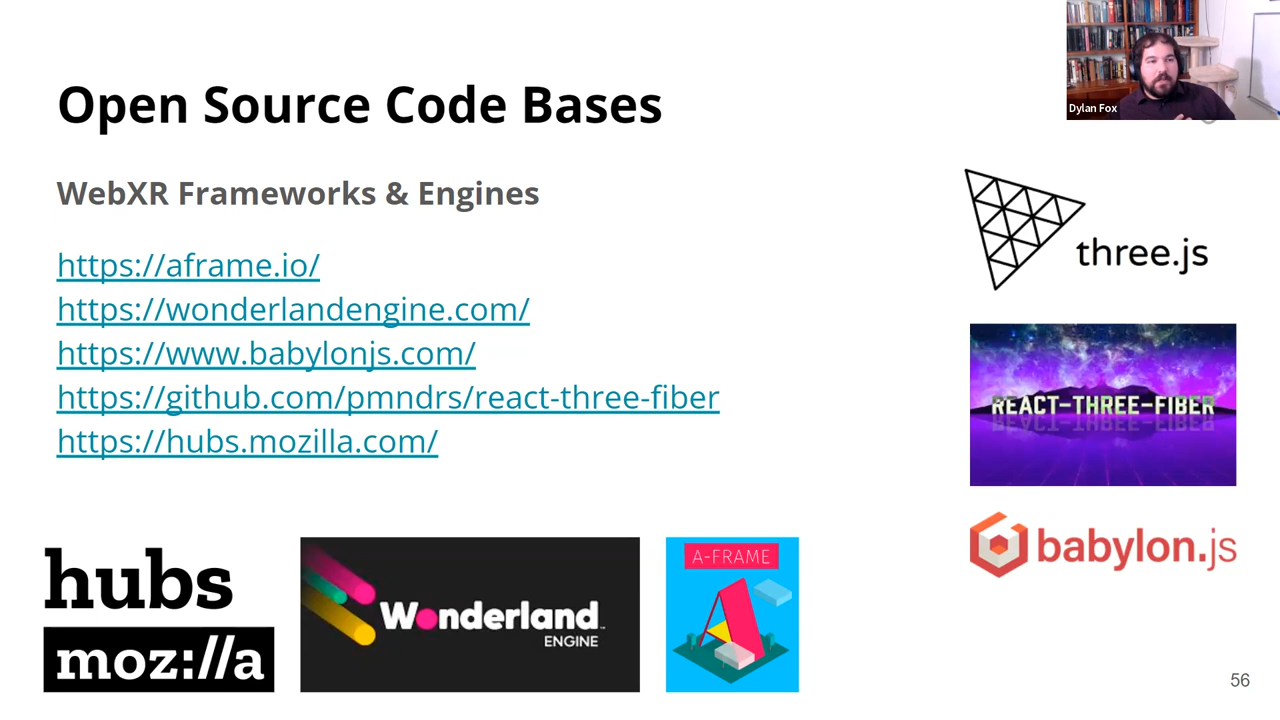 Dylan Fox
Open Source Code Bases
WebXR Frameworks & Engines
https://aframe.io/
https://wonderlandengine.com/
https://www.babylonjs.com/
https://github.com/pmndrs/react-three-fiber
https://hubs.mozilla.com/
three.js
REACT-THREE-FIBER
babylon.js
hubs
moz://a
Wonderland
ENGINE
A-FRAME
56